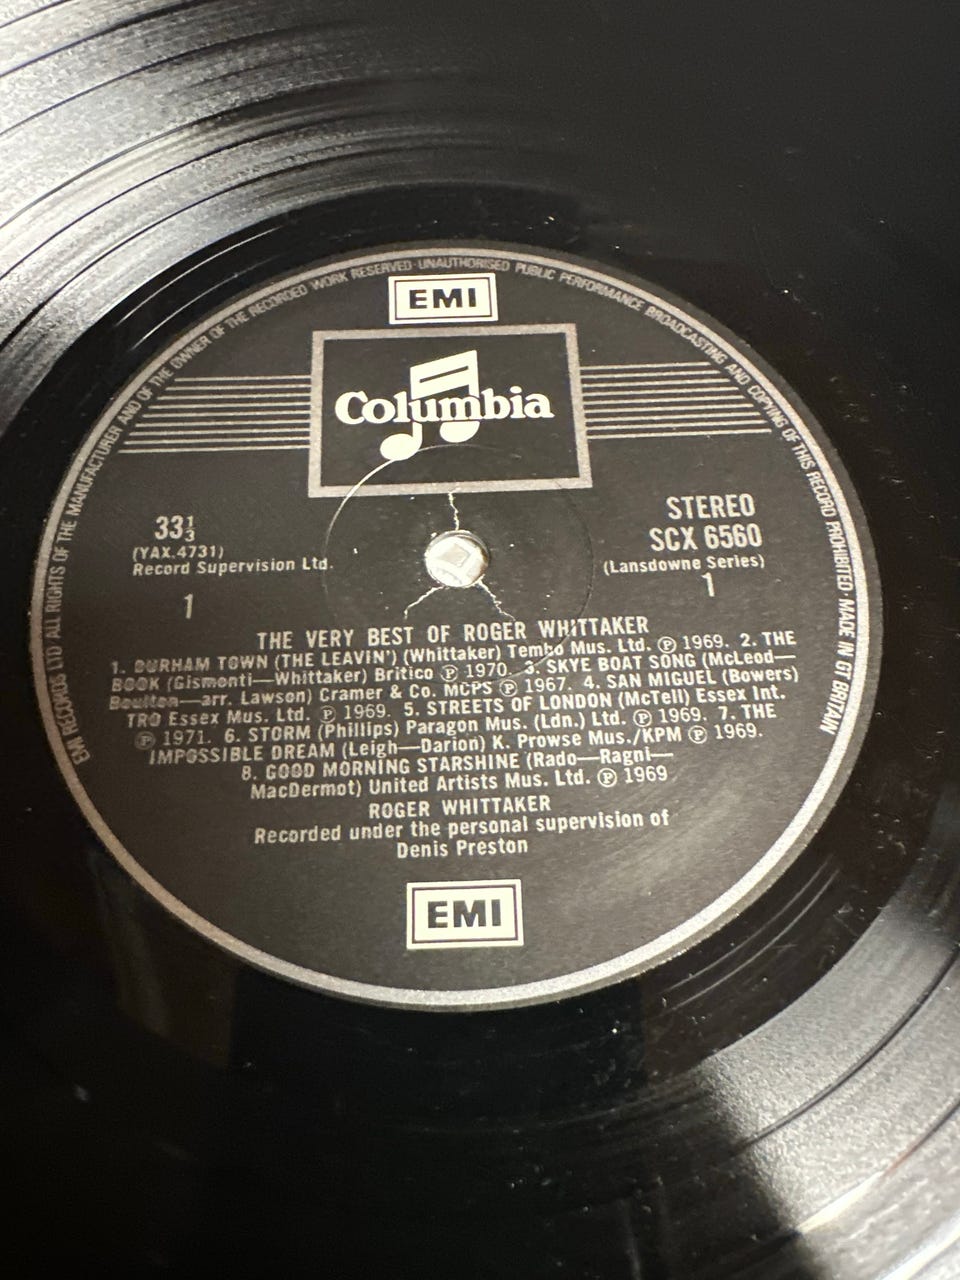 EMI RECORDS LTD ALL RIGHTS OF THE MANUFACTURER AND OF THE OWNER OF THE RECORDED WORK RESERVED·UNAUTHORISED PUBLIC PERFORMANCE BROADCASTING AND COPYING OF THIS RECORD PROHIBITED·MADE IN GT BRITAIN
EMI
Columbia
33⅓
(YAX.4731)
Record Supervision Ltd.
1
STEREO
SCX 6560
(Lansdowne Series)
1
THE VERY BEST OF ROGER WHITTAKER
1. DURHAM TOWN (THE LEAVIN') (Whittaker) Tembo Mus. Ltd. ℗ 1969. 2. THE
BOOK (Gismonti—Whittaker) Britico ℗ 1970. 3. SKYE BOAT SONG (McLeod—
Boulton—arr. Lawson) Cramer & Co. MCPS ℗ 1967. 4. SAN MIGUEL (Bowers)
TRO Essex Mus. Ltd. ℗ 1969. 5. STREETS OF LONDON (McTell) Essex Int.
℗ 1971. 6. STORM (Phillips) Paragon Mus. (Ldn.) Ltd. ℗ 1969. 7. THE
IMPOSSIBLE DREAM (Leigh—Darion) K. Prowse Mus./KPM ℗ 1969.
8. GOOD MORNING STARSHINE (Rado—Ragni—
MacDermot) United Artists Mus. Ltd. ℗ 1969
ROGER WHITTAKER
Recorded under the personal supervision of
Denis Preston
EMI